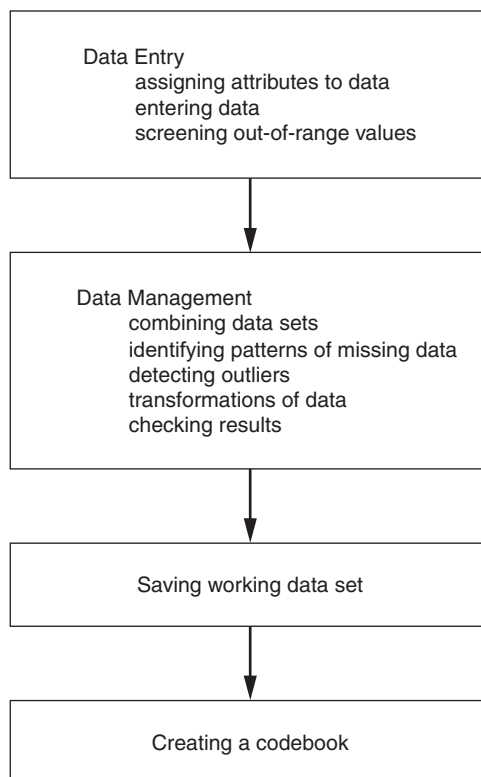 Data Entry
assigning attributes to data
entering data
screening out-of-range values
Data Management
combining data sets
identifying patterns of missing data
detecting outliers
transformations of data
checking results
Saving working data set
Creating a codebook